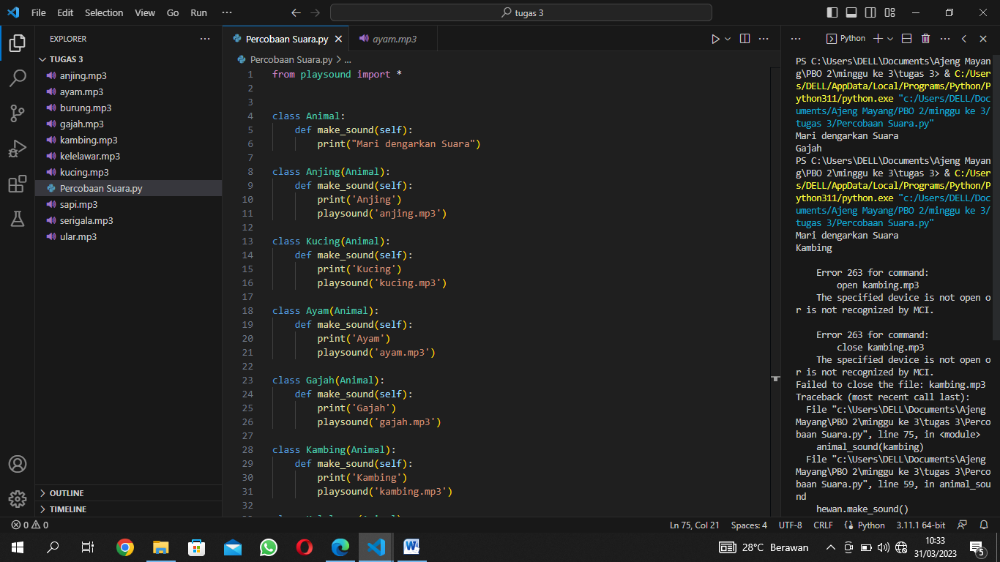 File Edit Selection View Go Run ··· tugas 3
EXPLORER ···
TUGAS 3
anjing.mp3
ayam.mp3
burung.mp3
gajah.mp3
kambing.mp3
kelelawar.mp3
kucing.mp3
Percobaan Suara.py
sapi.mp3
serigala.mp3
ular.mp3
OUTLINE
TIMELINE
Percobaan Suara.py ayam.mp3
Percobaan Suara.py > ...
1 from playsound import *
2
3
4 class Animal:
5 def make_sound(self):
6 print("Mari dengarkan Suara")
7
8 class Anjing(Animal):
9 def make_sound(self):
10 print('Anjing')
11 playsound('anjing.mp3')
12
13 class Kucing(Animal):
14 def make_sound(self):
15 print('Kucing')
16 playsound('kucing.mp3')
17
18 class Ayam(Animal):
19 def make_sound(self):
20 print('Ayam')
21 playsound('ayam.mp3')
22
23 class Gajah(Animal):
24 def make_sound(self):
25 print('Gajah')
26 playsound('gajah.mp3')
27
28 class Kambing(Animal):
29 def make_sound(self):
30 print('Kambing')
31 playsound('kambing.mp3')
32
Python
PS C:\Users\DELL\Documents\Ajeng Mayan
g\PBO 2\minggu ke 3\tugas 3> & C:/User
s/DELL/AppData/Local/Programs/Python/P
ython311/python.exe "c:/Users/DELL/Doc
uments/Ajeng Mayang/PBO 2/minggu ke 3/
tugas 3/Percobaan Suara.py"
Mari dengarkan Suara
Gajah
PS C:\Users\DELL\Documents\Ajeng Mayan
g\PBO 2\minggu ke 3\tugas 3> & C:/User
s/DELL/AppData/Local/Programs/Python/P
ython311/python.exe "c:/Users/DELL/Doc
uments/Ajeng Mayang/PBO 2/minggu ke 3/
tugas 3/Percobaan Suara.py"
Mari dengarkan Suara
Kambing
Error 263 for command:
open kambing.mp3
The specified device is not open o
r is not recognized by MCI.
Error 263 for command:
close kambing.mp3
The specified device is not open o
r is not recognized by MCI.
Failed to close the file: kambing.mp3
Traceback (most recent call last):
File "c:\Users\DELL\Documents\Ajeng
Mayang\PBO 2\minggu ke 3\tugas 3\Perco
baan Suara.py", line 75, in <module>
animal_sound(kambing)
File "c:\Users\DELL\Documents\Ajeng
Mayang\PBO 2\minggu ke 3\tugas 3\Perco
baan Suara.py", line 59, in animal_sou
nd
hewan.make_sound()
0 0 Ln 75, Col 21 Spaces: 4 UTF-8 CRLF Python 3.11.1 64-bit
28°C Berawan 10:33
31/03/2023 5